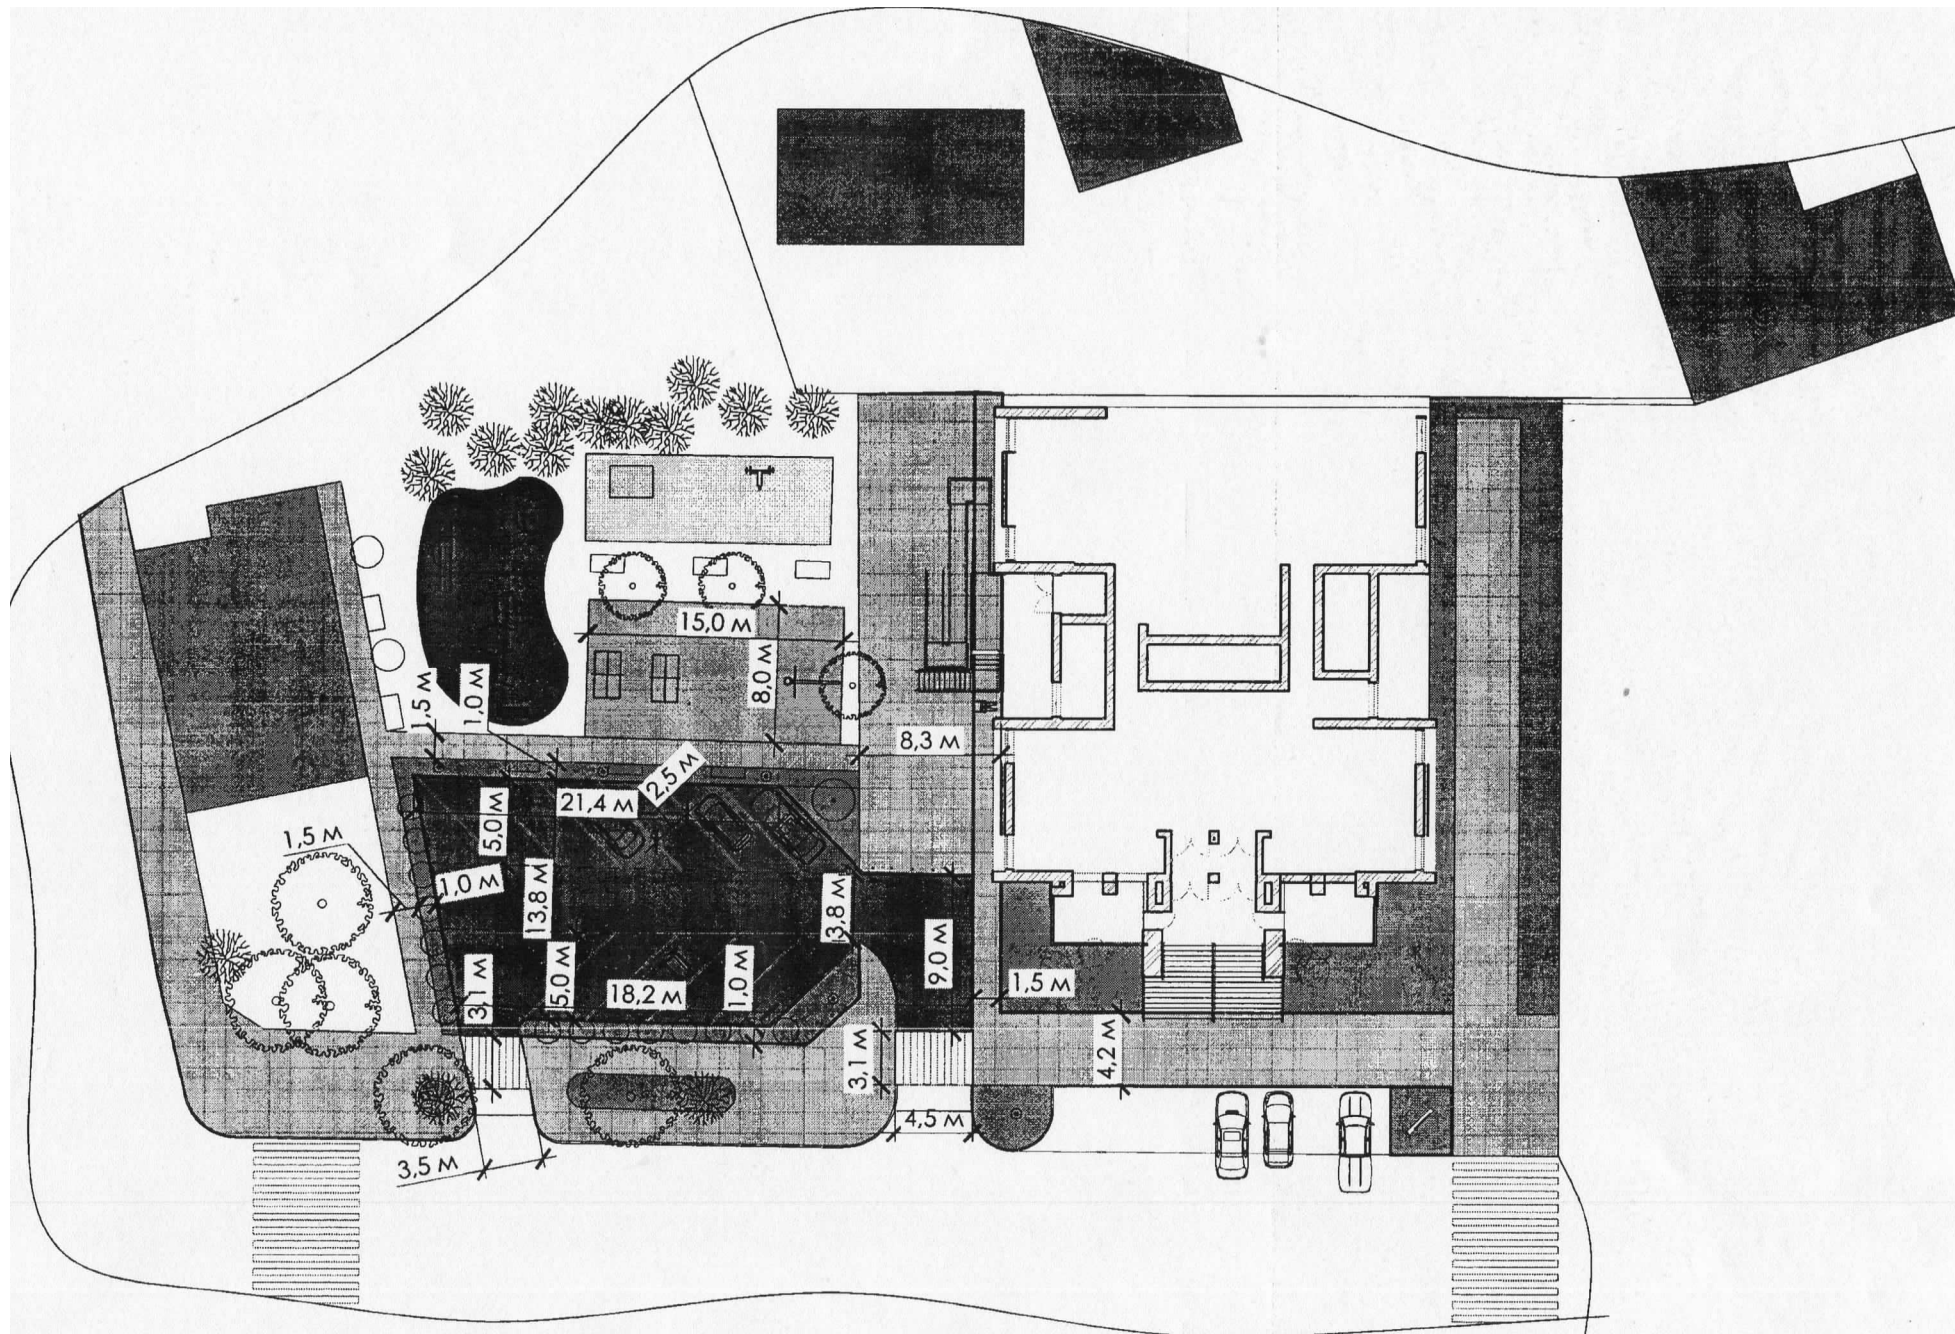 15,0 м
8,0 м
1,5 м
1,0 м
8,3 м
2,5 м
21,4 м
5,0 м
1,5 м
1,0 м
13,8 м
13,8 м
9,0 м
3,1 м
5,0 м
18,2 м
1,0 м
1,5 м
3,1 м
4,2 м
4,5 м
3,5 м